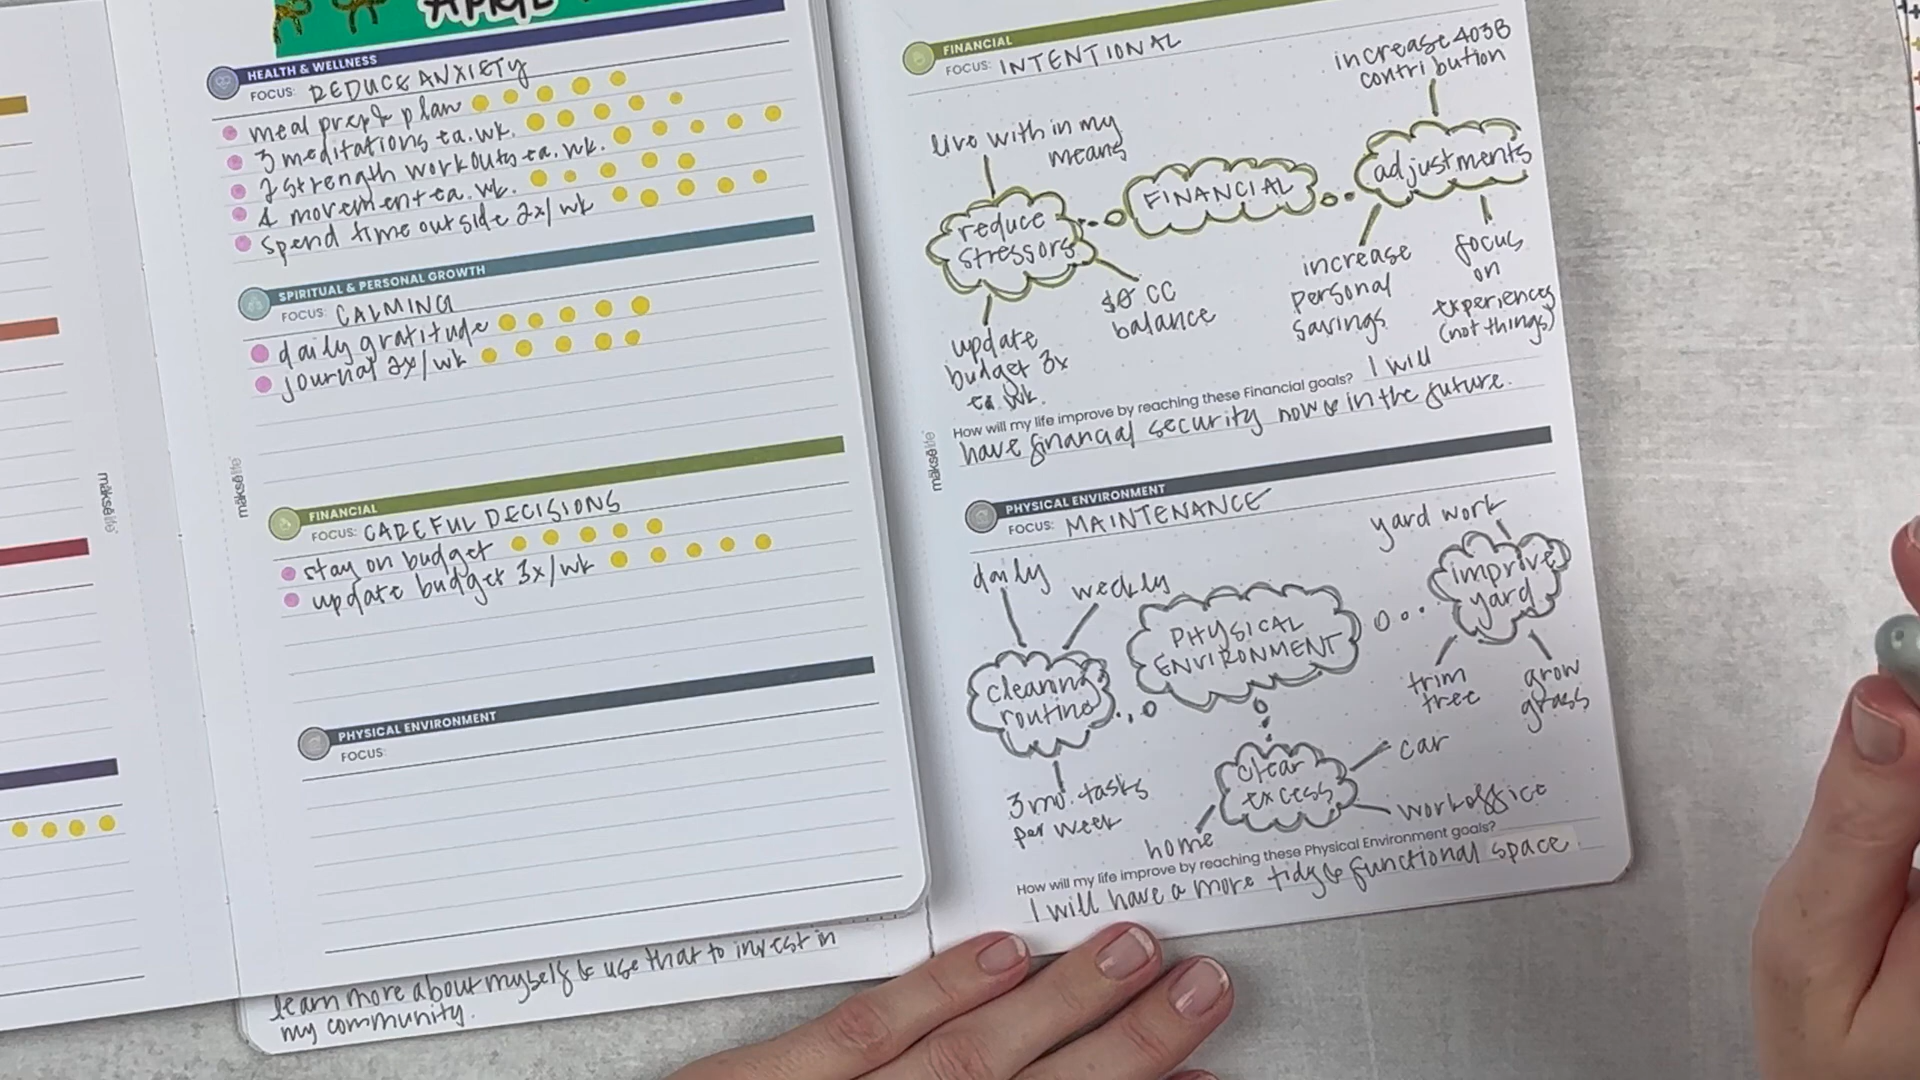 APRIL
HEALTH & WELLNESS
FOCUS: REDUCE ANXIETY
meal prep & plan
3 meditations ea. wk.
2 strength workouts ea. wk.
4 movement ea. wk.
spend time outside 2x/wk
SPIRITUAL & PERSONAL GROWTH
FOCUS: CALMING
daily gratitude
journal 2x/wk
FINANCIAL
FOCUS: CAREFUL DECISIONS
stay on budget
update budget 3x/wk
PHYSICAL ENVIRONMENT
FOCUS:
mäksēlife
mäksēlife
learn more about myself & use that to invest in
my community.
FINANCIAL
FOCUS: INTENTIONAL
increase 403B
contribution
live with in my
means
FINANCIAL
adjustments
reduce
stressors
$0 CC
balance
update
budget 3x
ea. wk.
increase
personal
savings
focus
on
experiences
(not things)
How will my life improve by reaching these Financial goals? I will
have financial security now & in the future.
mäksēlife
PHYSICAL ENVIRONMENT
FOCUS: MAINTENANCE
daily
weekly
yard work
PHYSICAL
ENVIRONMENT
improve
yard
cleaning
routine
trim
tree
grow
grass
3 mo. tasks
per week
clear
excess
car
work office
home
How will my life improve by reaching these Physical Environment goals?
I will have a more tidy & functional space